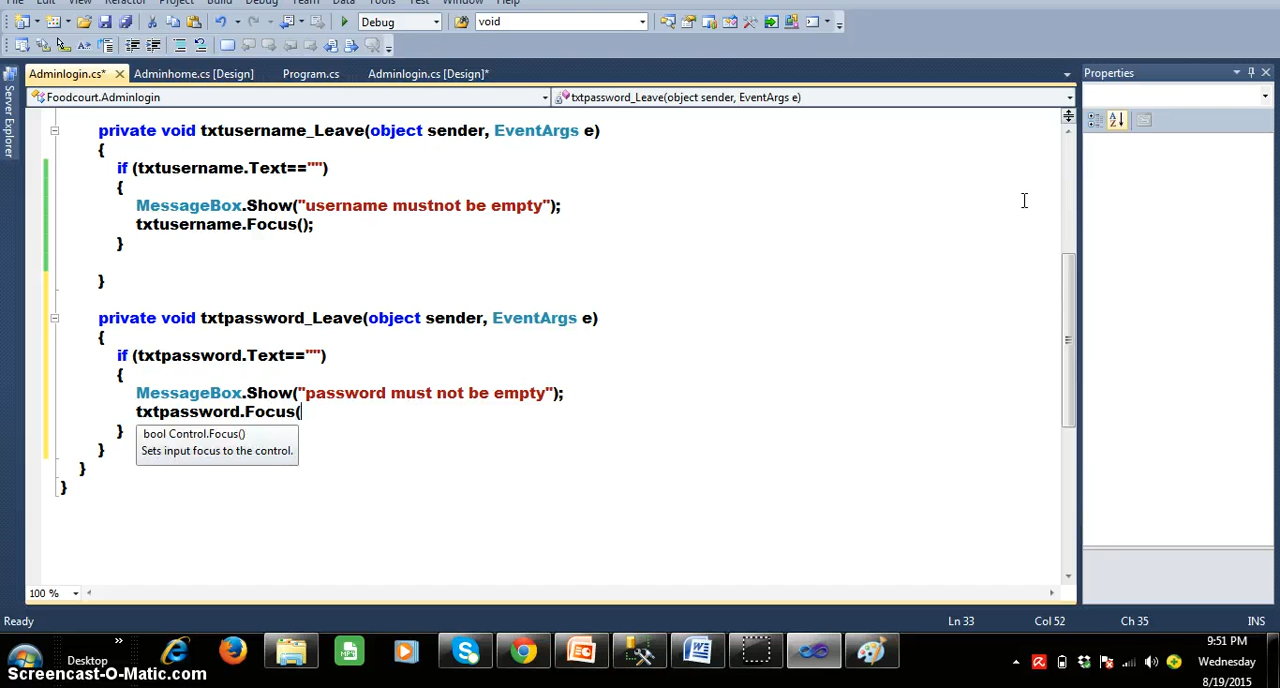 File Edit View Refactor Project Build Debug Team Data Tools Test Window Help
Debug void
Adminlogin.cs* Adminhome.cs [Design] Program.cs Adminlogin.cs [Design]* Properties
Foodcourt.Adminlogin txtpassword_Leave(object sender, EventArgs e)
Server Explorer
private void txtusername_Leave(object sender, EventArgs e)
{
if (txtusername.Text=="")
{
MessageBox.Show("username mustnot be empty");
txtusername.Focus();
}
}
private void txtpassword_Leave(object sender, EventArgs e)
{
if (txtpassword.Text=="")
{
MessageBox.Show("password must not be empty");
txtpassword.Focus(
}
bool Control.Focus()
Sets input focus to the control.
}
}
}
100 %
Ready Ln 33 Col 52 Ch 35 INS
Desktop
9:51 PM
Wednesday
8/19/2015
Screencast-O-Matic.com